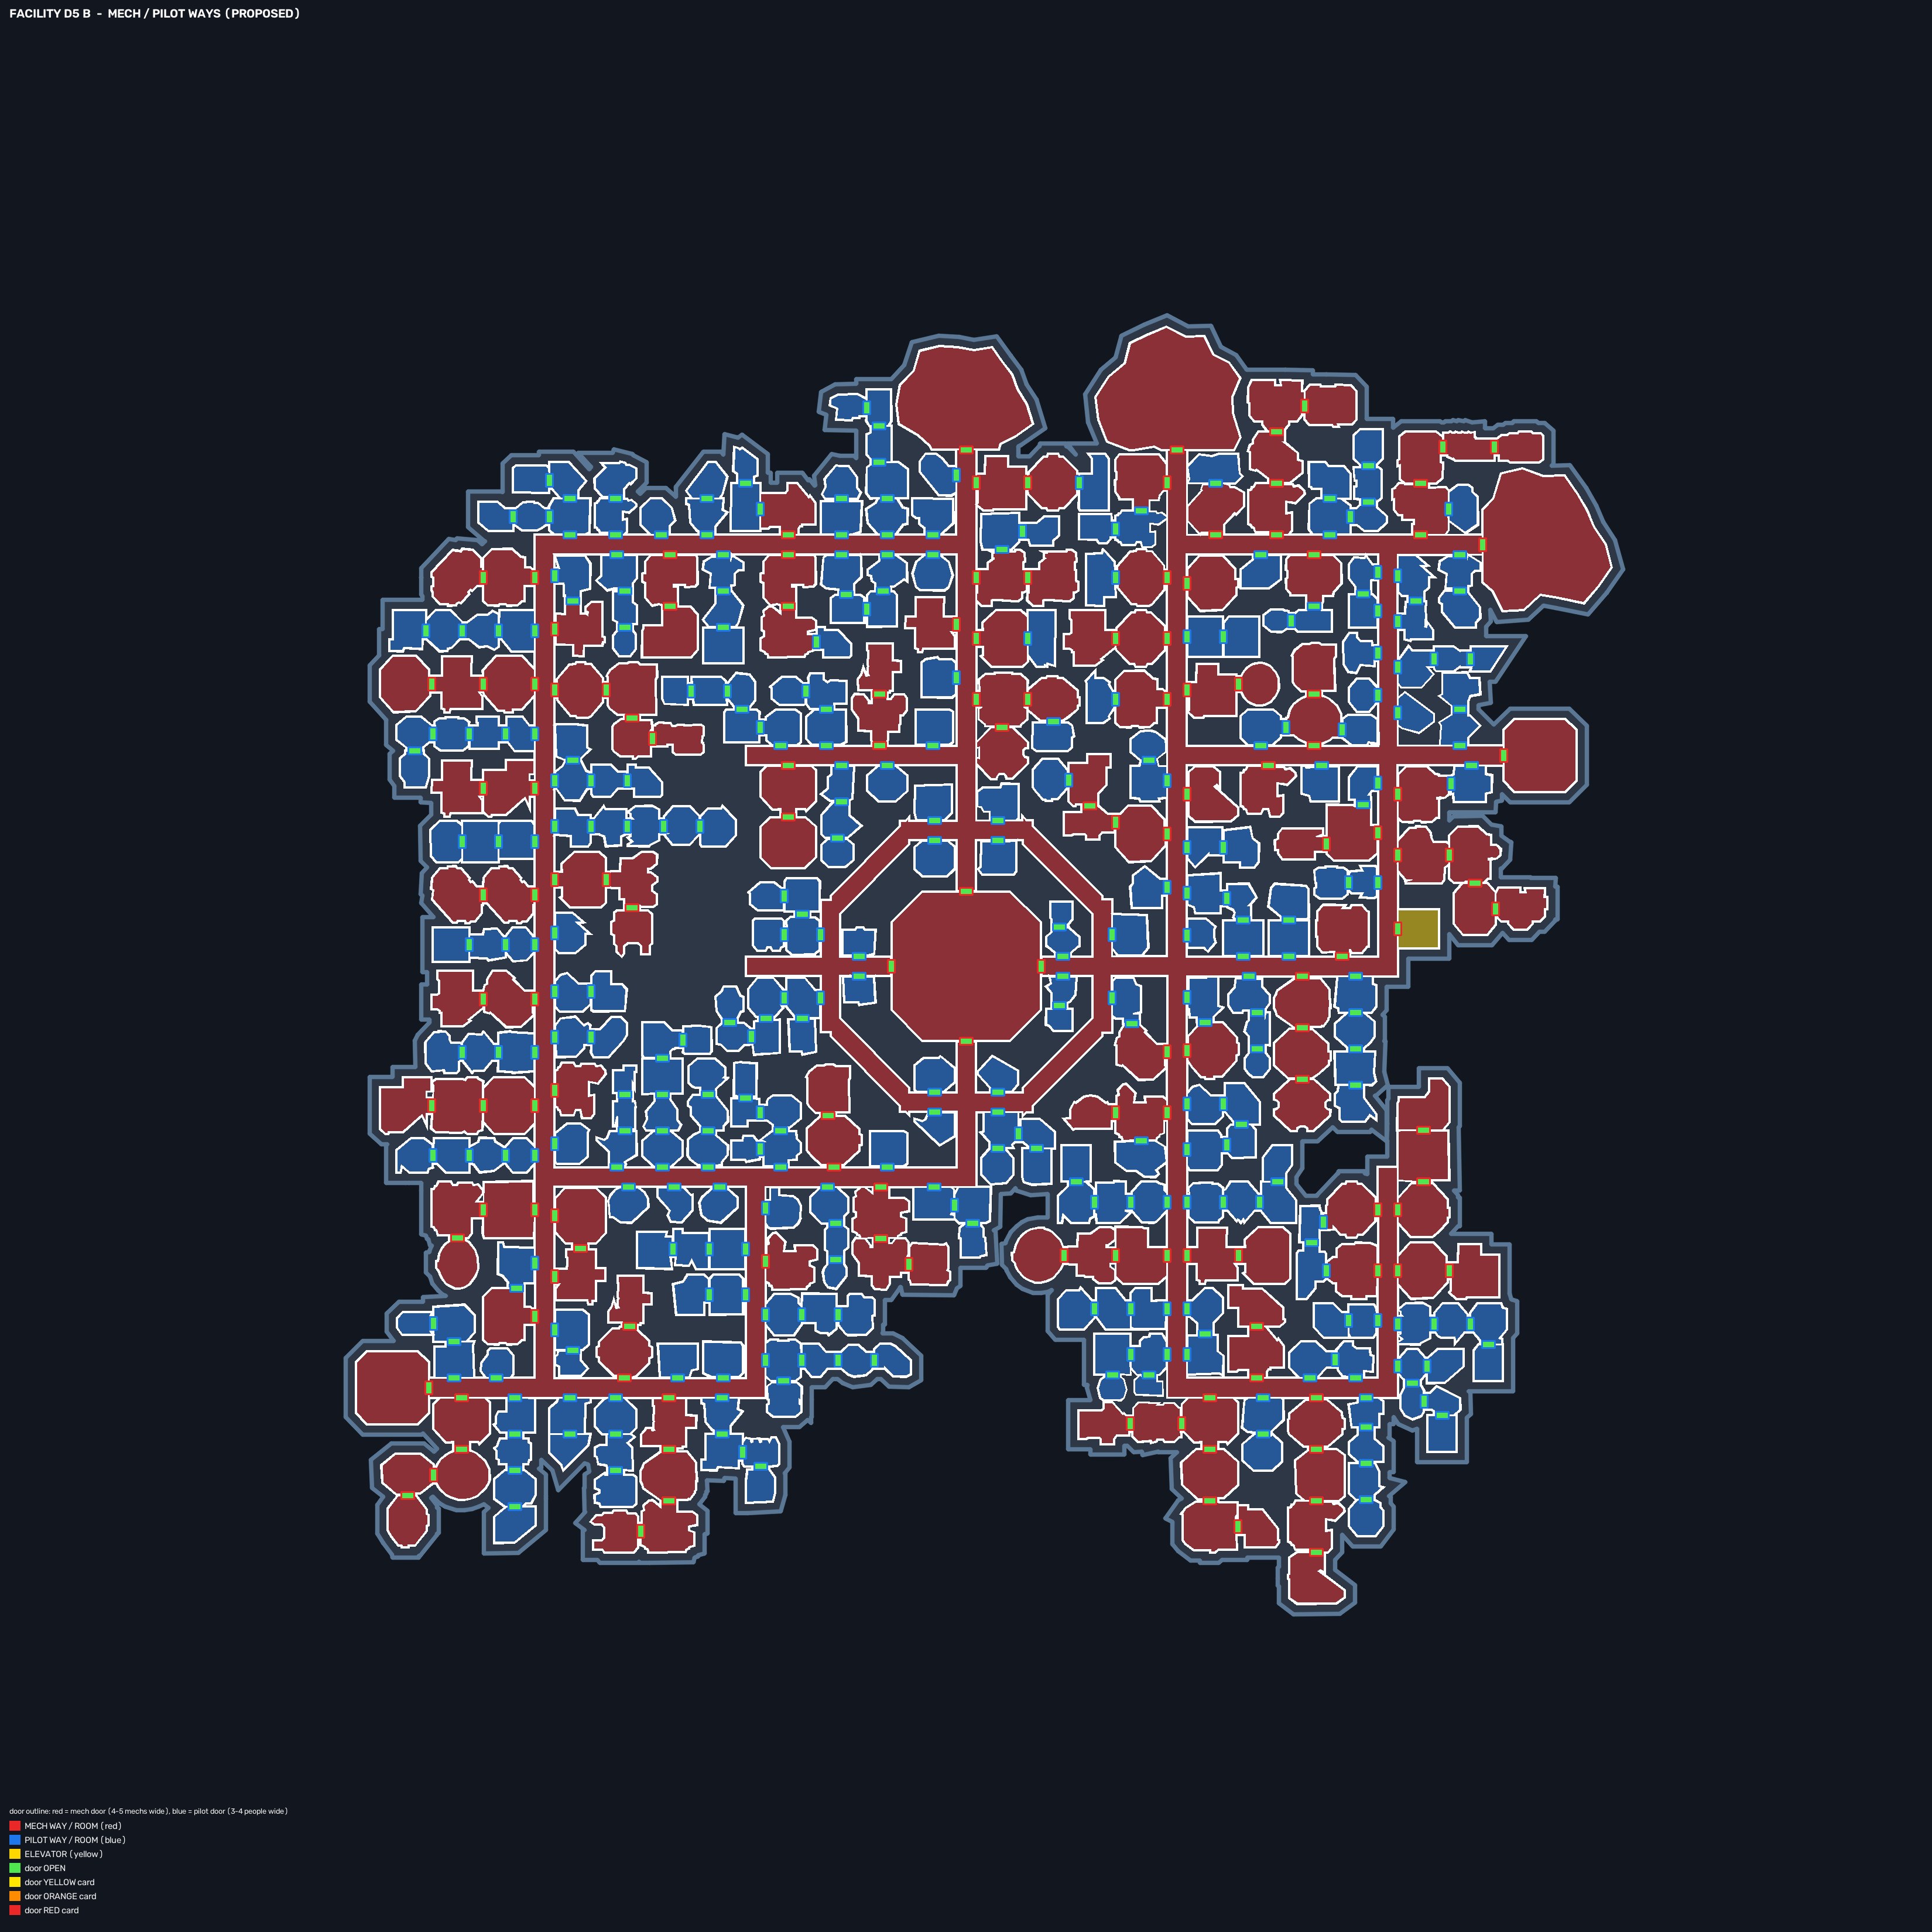 FACILITY D5 B - MECH / PILOT WAYS (PROPOSED)
door outline: red = mech door (4-5 mechs wide), blue = pilot door (3-4 people wide)
MECH WAY / ROOM (red)
PILOT WAY / ROOM (blue)
ELEVATOR (yellow)
door OPEN
door YELLOW card
door ORANGE card
door RED card